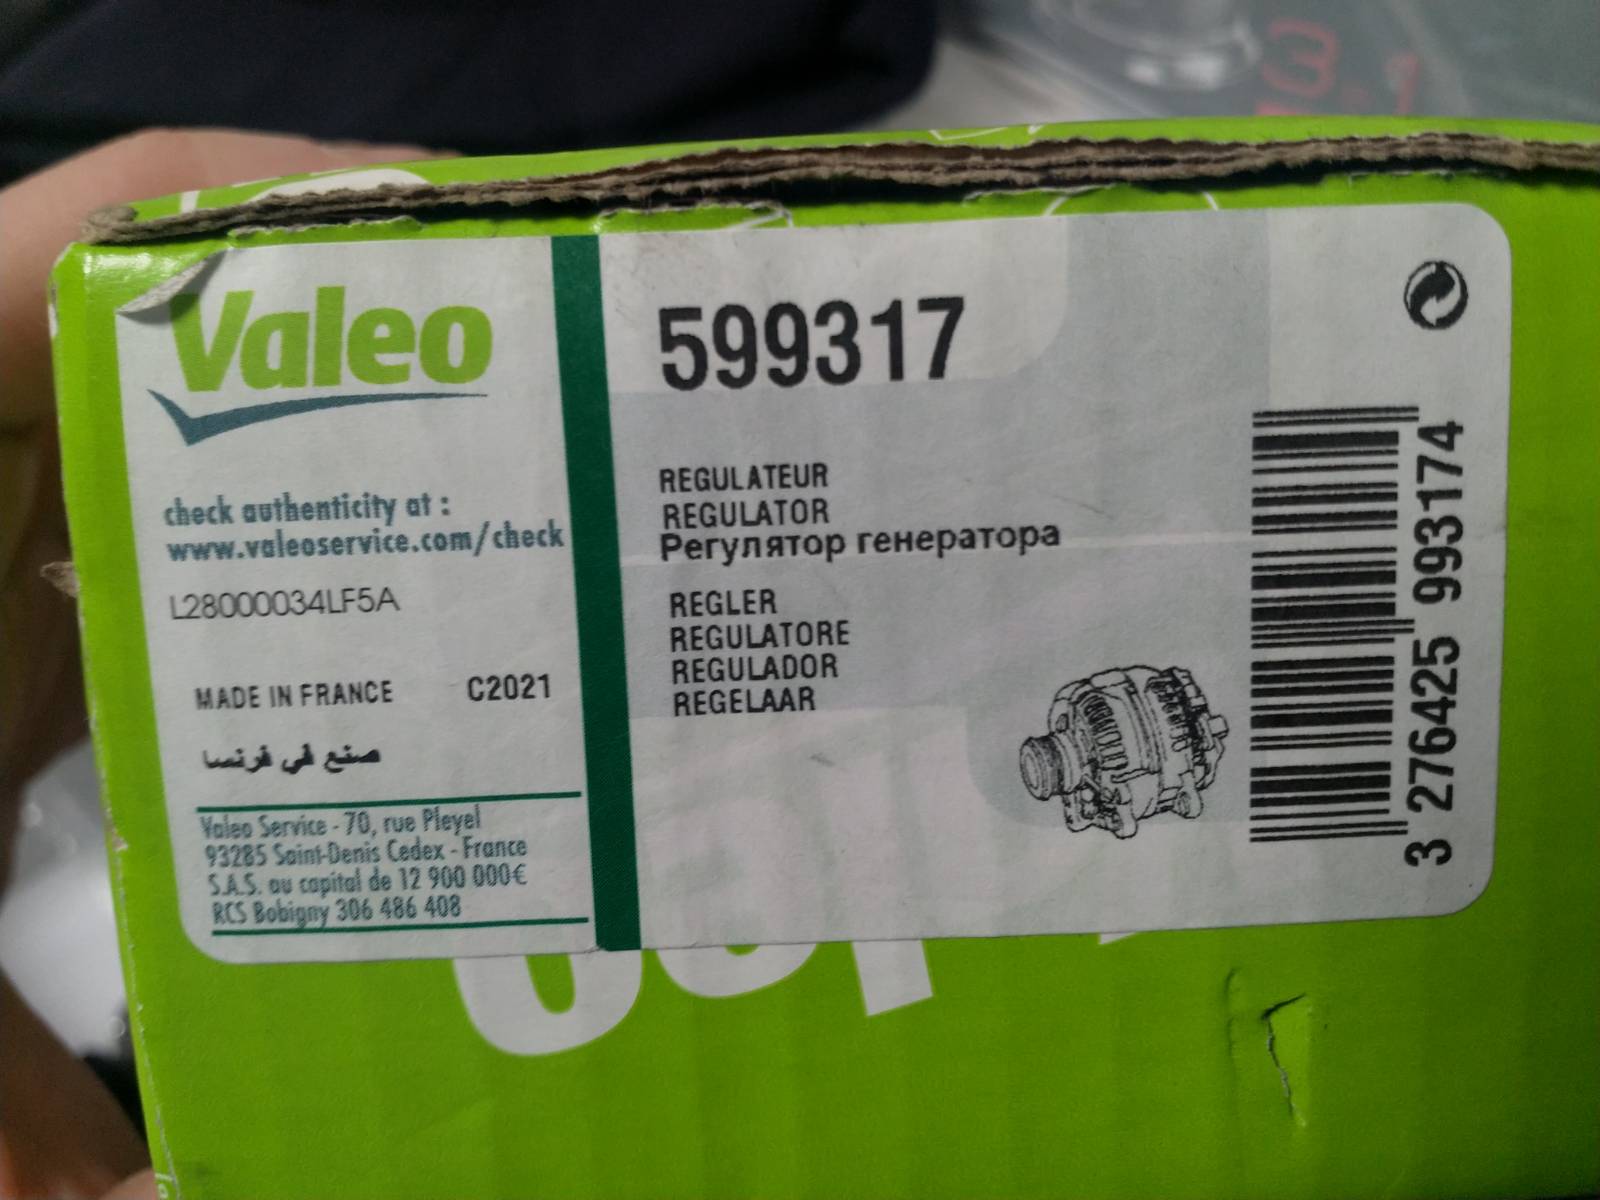 Valeo
check authenticity at :
www.valeoservice.com/check
L28000034LF5A
MADE IN FRANCE C2021
صنع في فرنسا
Valeo Service - 70, rue Pleyel
93285 Saint-Denis Cedex - France
S.A.S. au capital de 12 900 000€
RCS Bobigny 306 486 408
599317
REGULATEUR
REGULATOR
Регулятор генератора
REGLER
REGULATORE
REGULADOR
REGELAAR
3 276425 993174